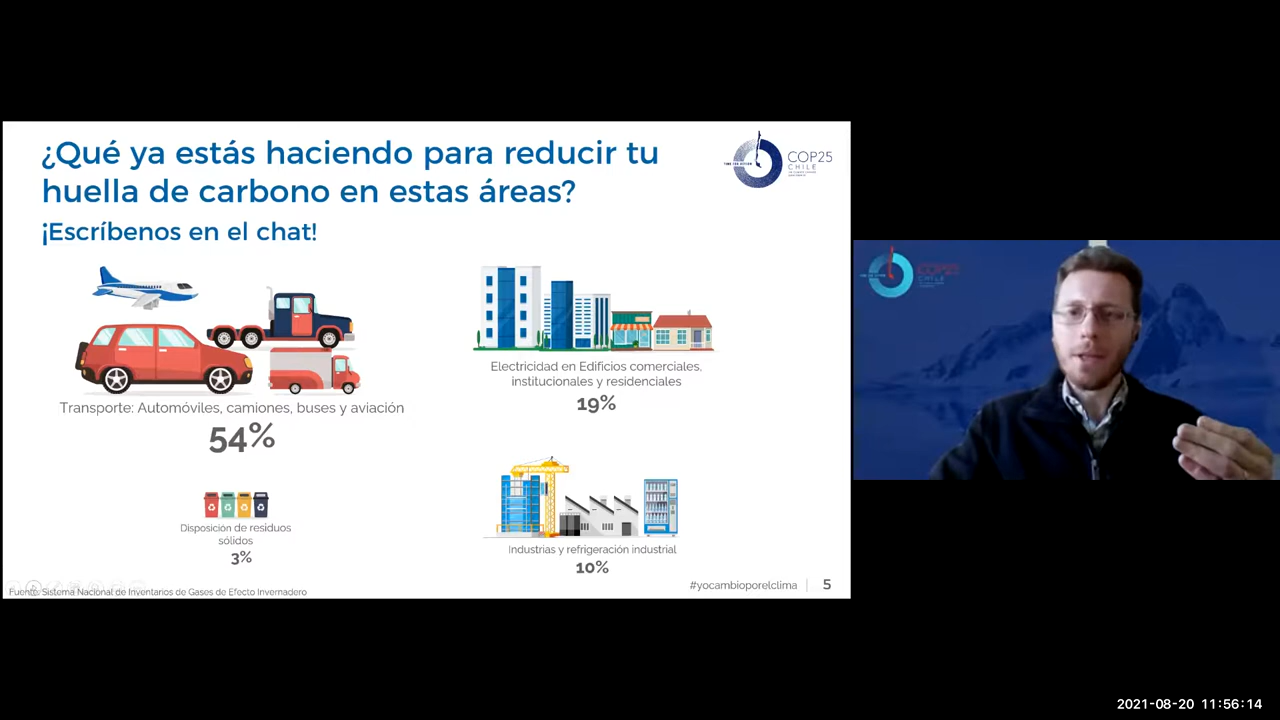 ¿Qué ya estás haciendo para reducir tu
huella de carbono en estas áreas?
¡Escríbenos en el chat!
COP25
CHILE
Transporte: Automóviles, camiones, buses y aviación
54%
Electricidad en Edificios comerciales,
institucionales y residenciales
19%
Disposición de residuos
sólidos
3%
Industrias y refrigeración industrial
10%
Fuente: Sistema Nacional de Inventarios de Gases de Efecto Invernadero
#yocambioporelclima
5
COP25
CHILE
2021-08-20 11:56:14